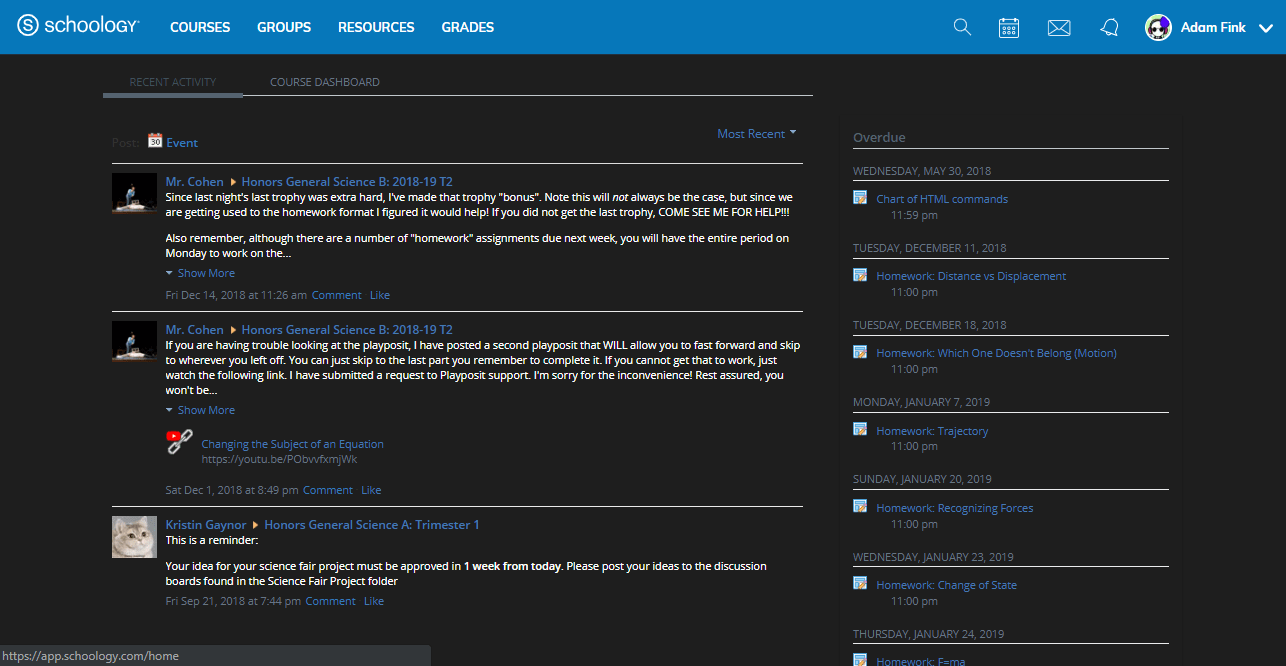 schoology COURSES GROUPS RESOURCES GRADES Adam Fink
RECENT ACTIVITY COURSE DASHBOARD
Post: 30 Event Most Recent
Mr. Cohen Honors General Science B: 2018-19 T2
Since last night's last trophy was extra hard, I've made that trophy "bonus". Note this will not always be the case, but since we
are getting used to the homework format I figured it would help! If you did not get the last trophy, COME SEE ME FOR HELP!!!
Also remember, although there are a number of "homework" assignments due next week, you will have the entire period on
Monday to work on the...
Show More
Fri Dec 14, 2018 at 11:26 am Comment Like
Mr. Cohen Honors General Science B: 2018-19 T2
If you are having trouble looking at the playposit, I have posted a second playposit that WILL allow you to fast forward and skip
to wherever you left off. You can just skip to the last part you remember to complete it. If you cannot get that to work, just
watch the following link. I have submitted a request to Playposit support. I'm sorry for the inconvenience! Rest assured, you
won't be...
Show More
Changing the Subject of an Equation
https://youtu.be/PObvvfxmjWk
Sat Dec 1, 2018 at 8:49 pm Comment Like
Kristin Gaynor Honors General Science A: Trimester 1
This is a reminder:
Your idea for your science fair project must be approved in 1 week from today. Please post your ideas to the discussion
boards found in the Science Fair Project folder
Fri Sep 21, 2018 at 7:44 pm Comment Like
Overdue
WEDNESDAY, MAY 30, 2018
Chart of HTML commands
11:59 pm
TUESDAY, DECEMBER 11, 2018
Homework: Distance vs Displacement
11:00 pm
TUESDAY, DECEMBER 18, 2018
Homework: Which One Doesn't Belong (Motion)
11:00 pm
MONDAY, JANUARY 7, 2019
Homework: Trajectory
11:00 pm
SUNDAY, JANUARY 20, 2019
Homework: Recognizing Forces
11:00 pm
WEDNESDAY, JANUARY 23, 2019
Homework: Change of State
11:00 pm
THURSDAY, JANUARY 24, 2019
Homework: F=ma
https://app.schoology.com/home